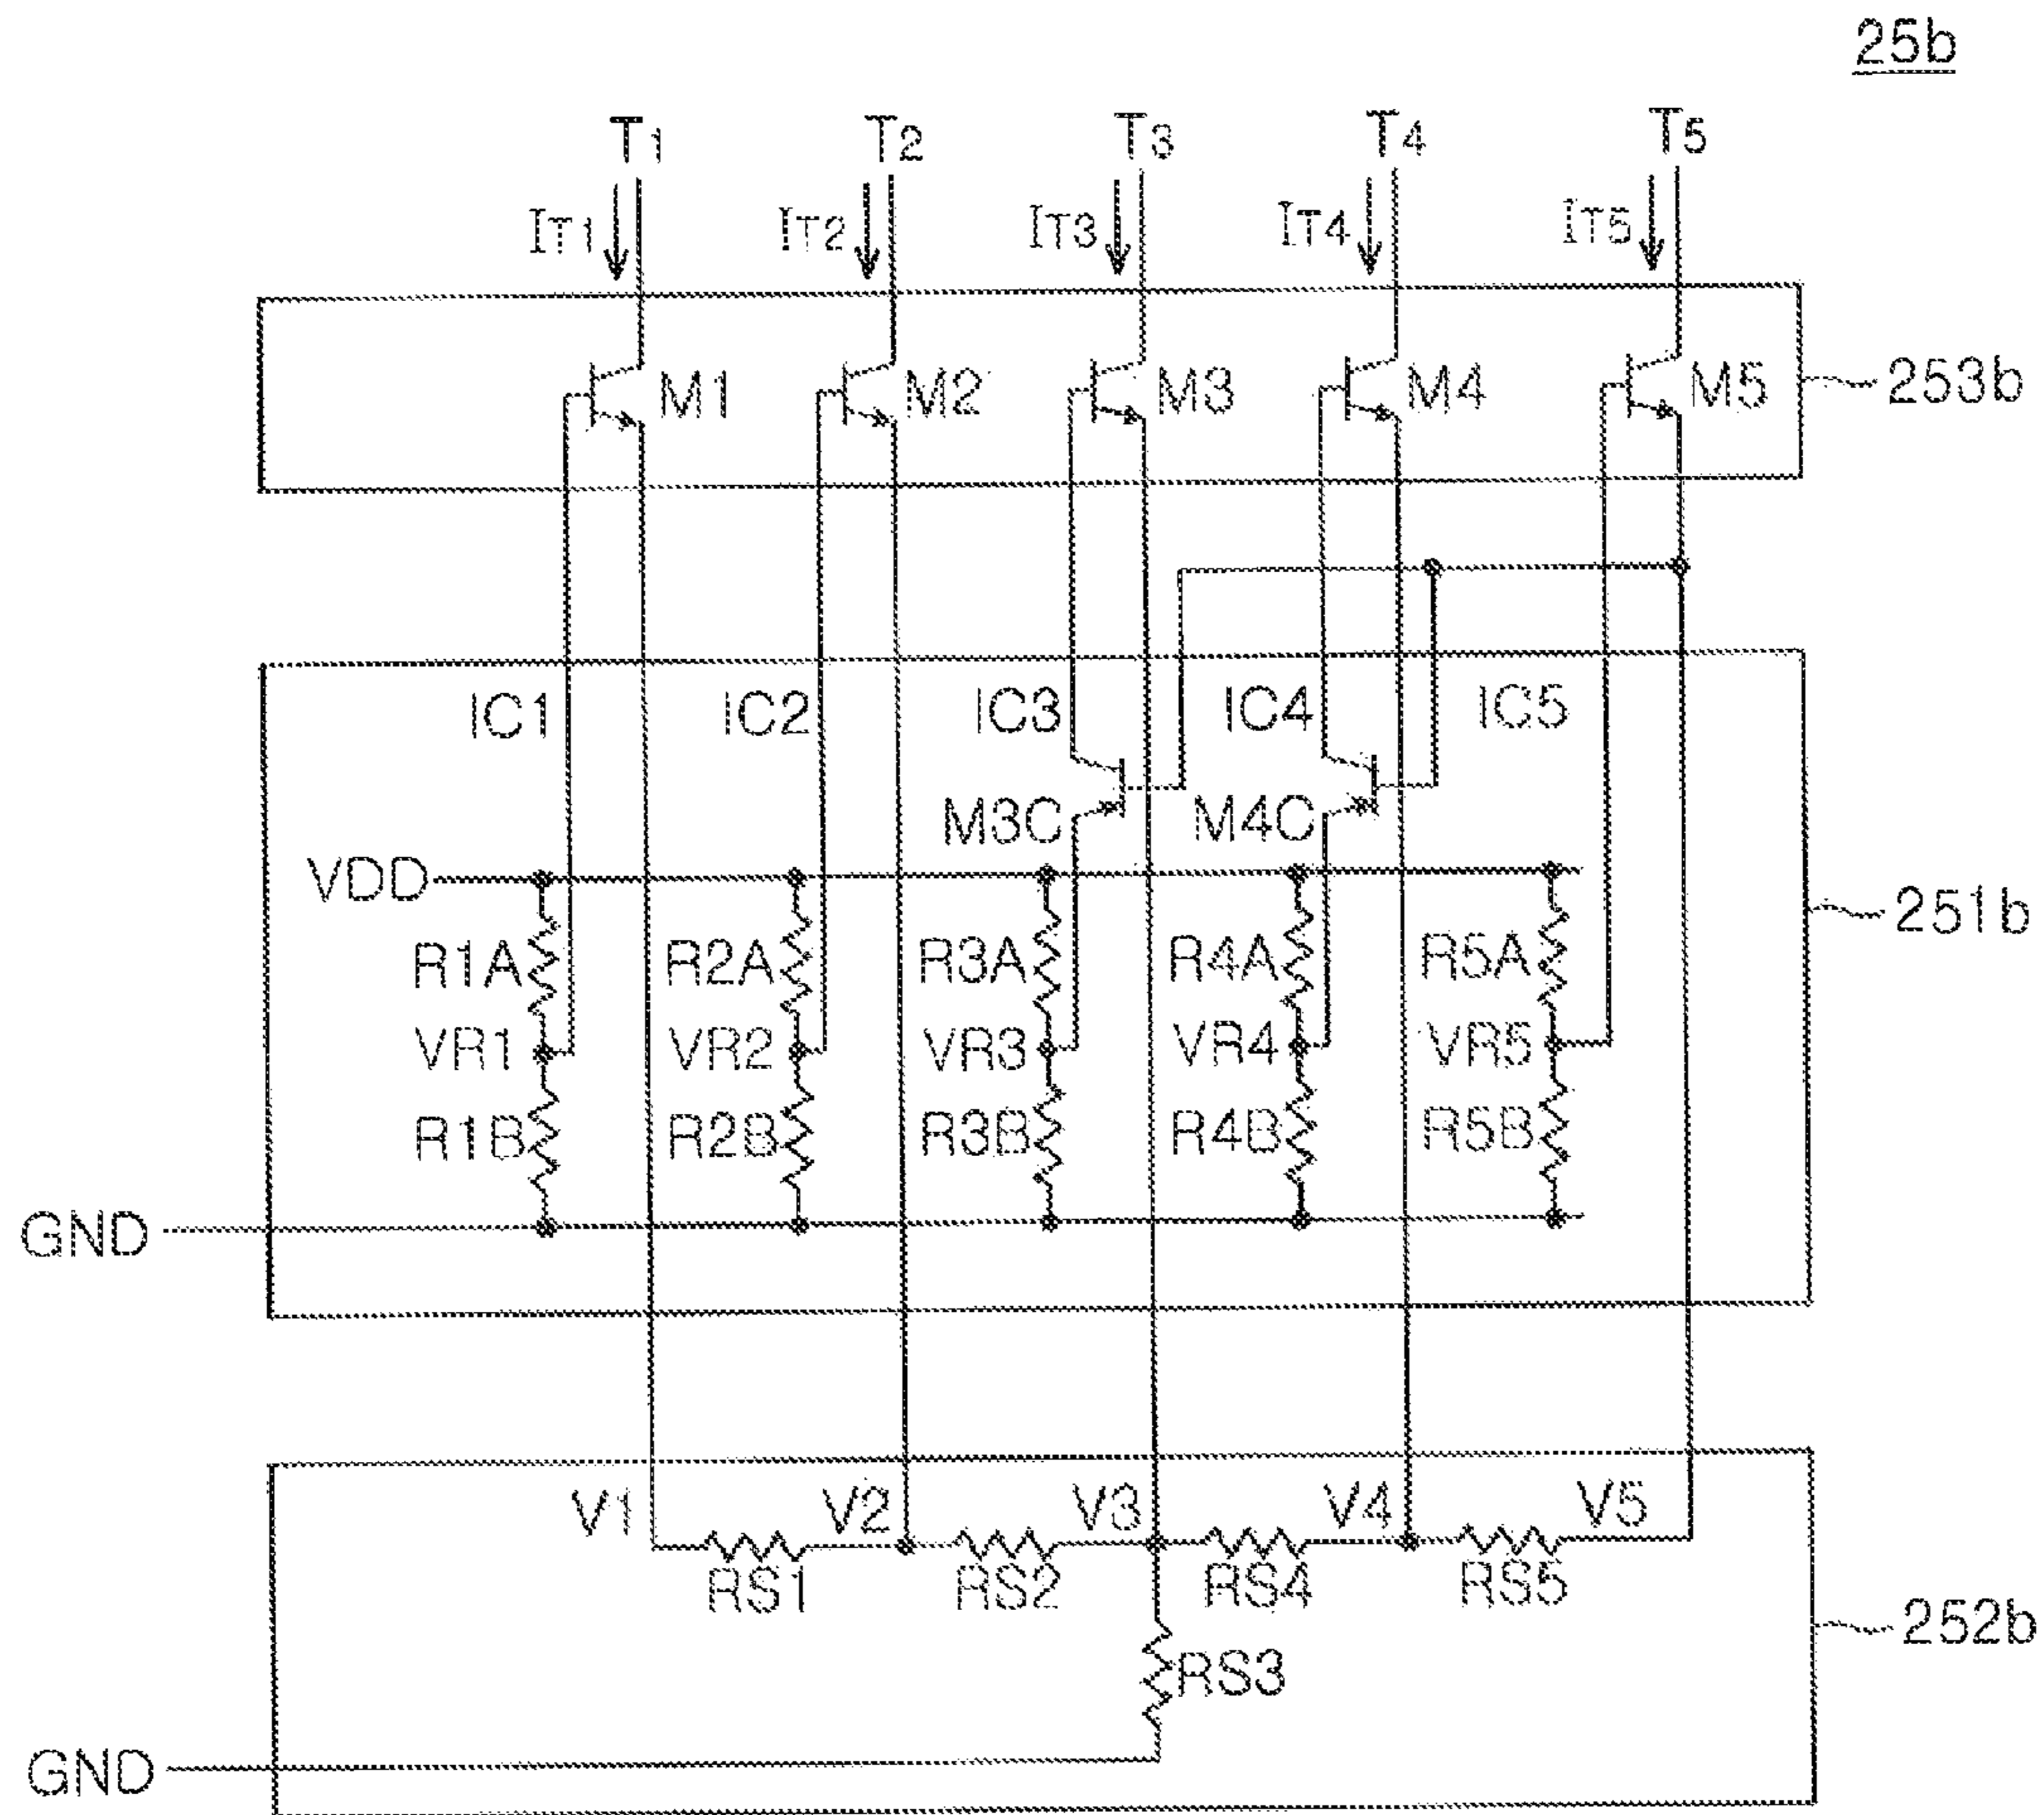 25b
T1 T2 T3 T4 T5
IT1 IT2 IT3 IT4 IT5
M1 M2 M3 M4 M5
253b
IC1 IC2 IC3 IC4 IC5
M3C M4C
VDD
251b
R1A R2A R3A R4A R5A
VR1 VR2 VR3 VR4 VR5
R1B R2B R3B R4B R5B
GND
V1 V2 V3 V4 V5
RS1 RS2 RS4 RS5
252b
RS3
GND